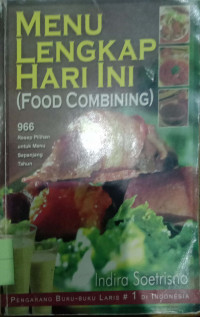 MENU
LENGKAP
HARI INI
(FOOD COMBINING)
966
Resep Pilihan
untuk Menu
Sepanjang
Tahun
Indira Soetrisno
PENGARANG BUKU-BUKU LARIS # 1 DI INDONESIA